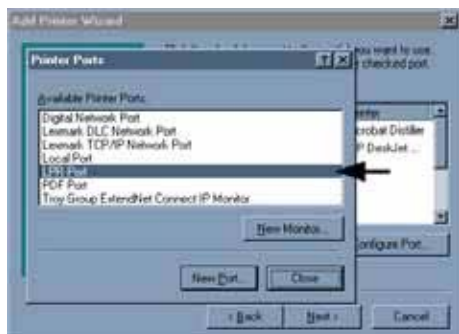 Add Printer Wizard
you want to use
checked port.
Printer Ports
Available Printer Ports:
Digital Network Port
Lexmark DLC Network Port
Lexmark TCP/IP Network Port
Local Port
LPR Port
PDF Port
Troy Group ExtendNet Connect IP Monitor
crobat Distiller
P DeskJet ...
New Monitor...
onfigure Port...
New Port...
Close
< Back
Next >
Cancel